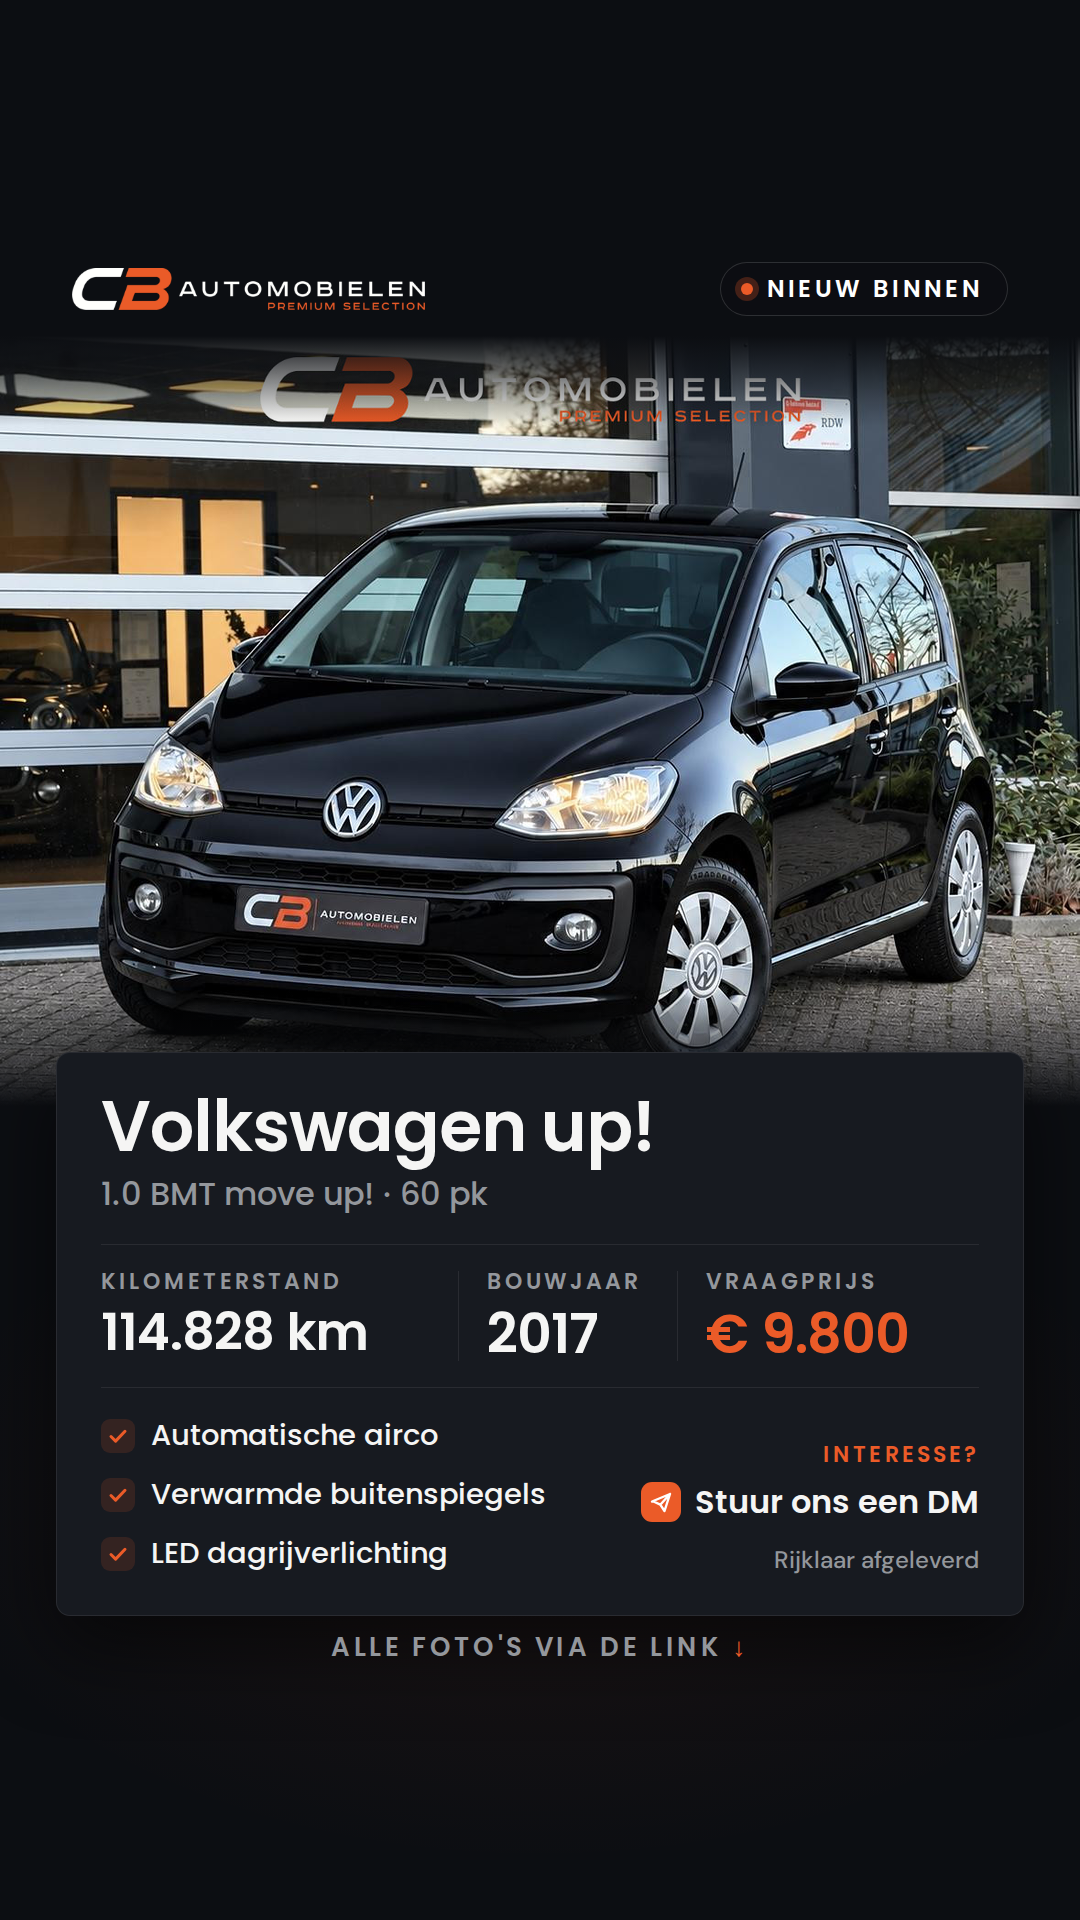 CB AUTOMOBIELEN
PREMIUM SELECTION
NIEUW BINNEN
CB AUTOMOBIELEN
PREMIUM SELECTION
RDW
CB AUTOMOBIELEN
Volkswagen up!
1.0 BMT move up! · 60 pk
KILOMETERSTAND
114.828 km
BOUWJAAR
2017
VRAAGPRIJS
€ 9.800
Automatische airco
Verwarmde buitenspiegels
LED dagrijverlichting
INTERESSE?
Stuur ons een DM
Rijklaar afgeleverd
ALLE FOTO'S VIA DE LINK ↓